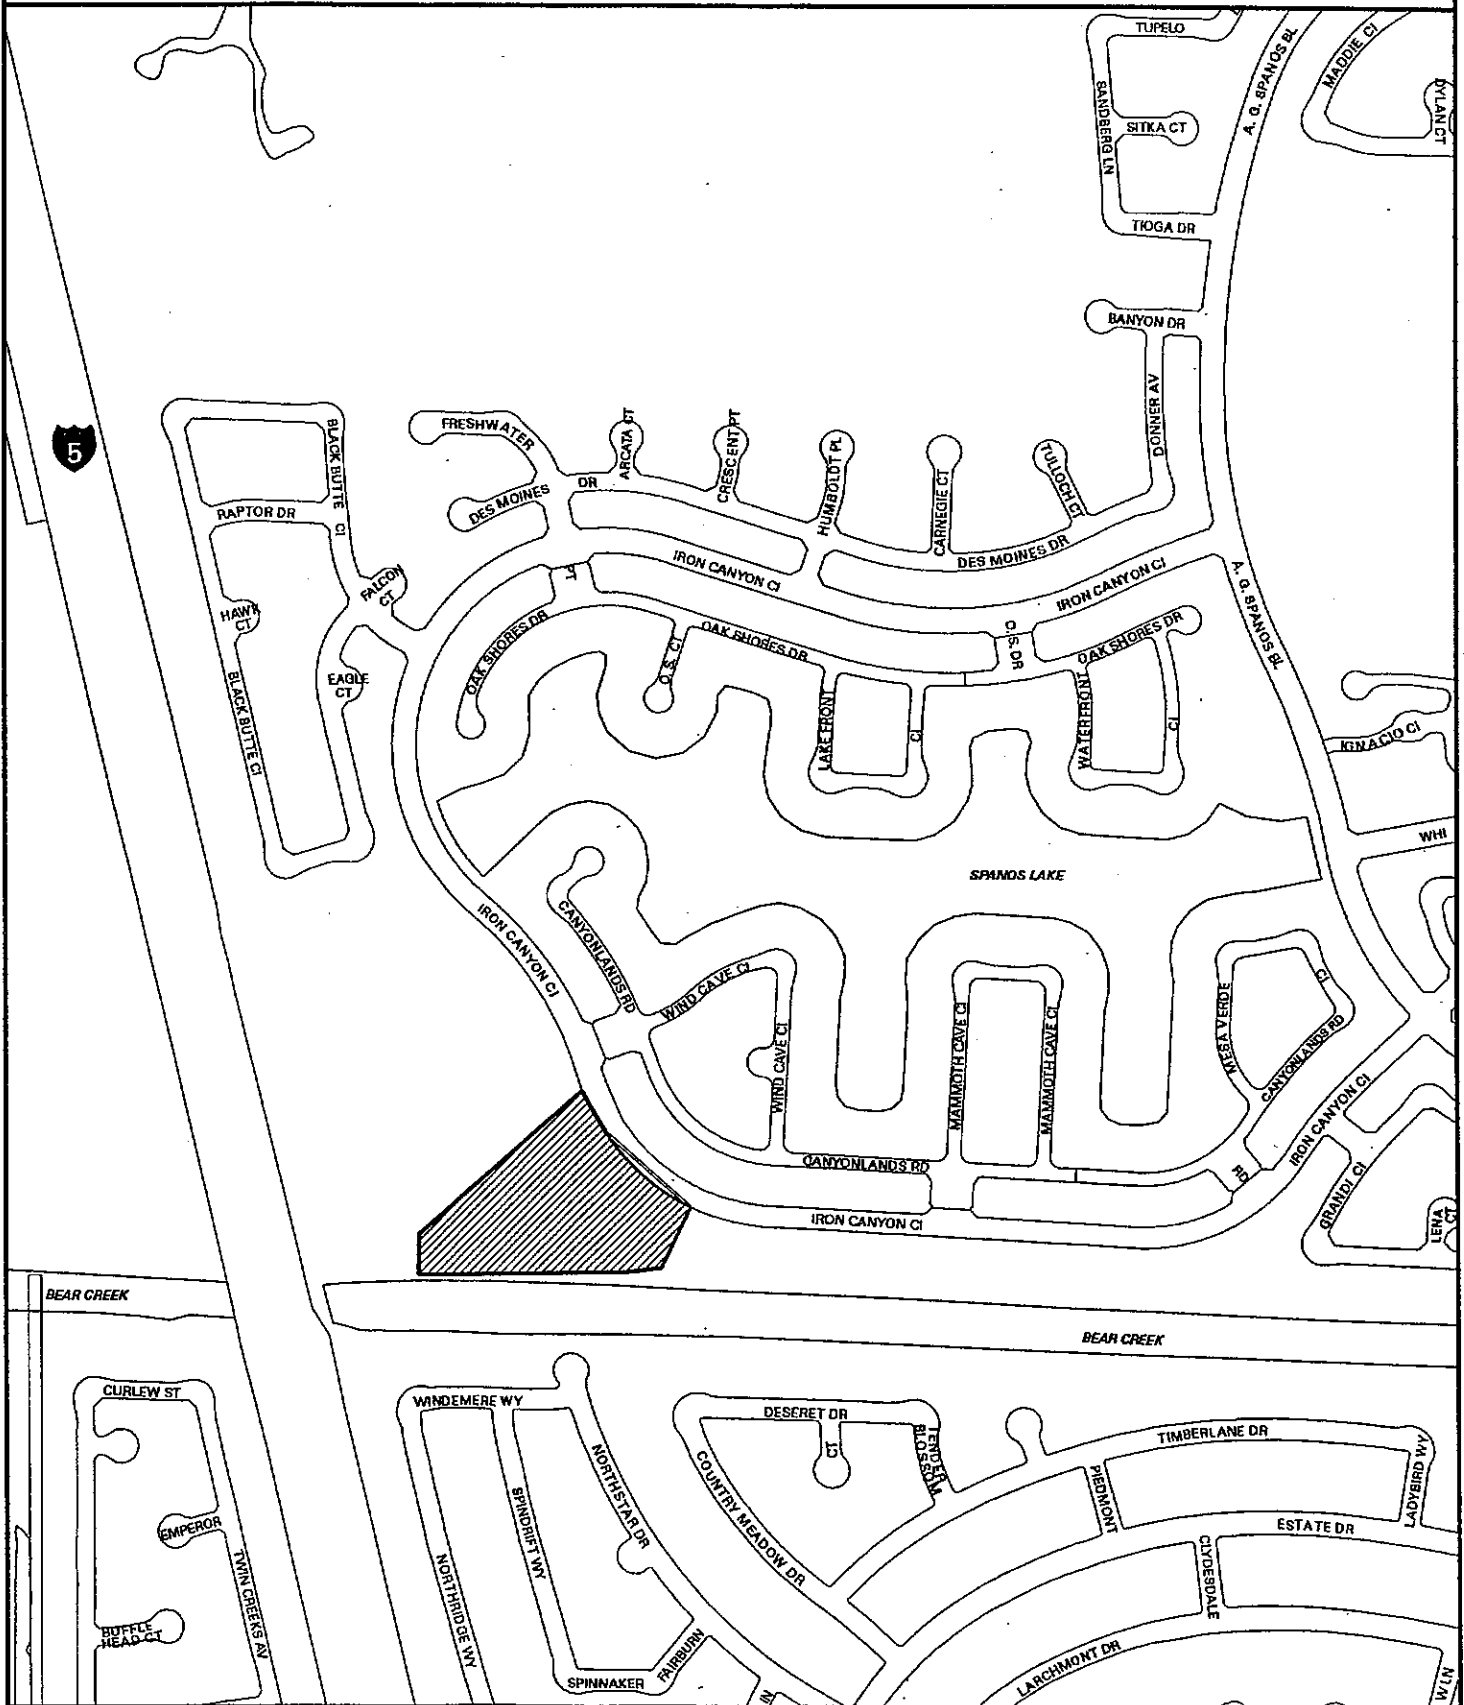 TUPELO
A. G. SPANOS BL
MADDIE CI
DYLAN CT
SANDBERG LN
SITKA CT
TIOGA DR
BANYON DR
DONNER AV
5
FRESHWATER
ARCATA CT
CRESCENT PT
HUMBOLDT PL
CARNEGIE CT
TULLOCH CT
BLACK BUTTE CI
DES MOINES DR
RAPTOR DR
DES MOINES DR
IRON CANYON CI
IRON CANYON CI
PT
FALCON
CT
HAWK
CT
EAGLE
CT
BLACK BUTTE CI
OAK SHORES DR
O.S. CT
OAK SHORES DR
O.S. DR
OAK SHORES DR
A. G. SPANOS BL
LAKE FRONT
CI
WATERFRONT
CI
IGNACIO CI
WHI
SPANOS LAKE
IRON CANYON CI
CANYONLANDS RD
WIND CAVE CI
WIND CAVE CI
MAMMOTH CAVE CI
MAMMOTH CAVE CI
MESA VERDE
CI
CANYONLANDS RD
CANYONLANDS RD
RD
IRON CANYON CI
IRON CANYON CI
GRANDI CI
LENA
CT
BEAR CREEK
BEAR CREEK
CURLEW ST
WINDEMERE WY
DESERET DR
CT
TENDER
BLOSSOM
TIMBERLANE DR
LADYBIRD WY
PIEDMONT
ESTATE DR
CLYDESDALE
COUNTRY MEADOW DR
NORTHSTAR DR
SPINDRIFT WY
NORTHRIDGE WY
EMPEROR
TWIN CREEKS AV
BUFFLE
HEAD CT
SPINNAKER
FAIRBURN
LARCHMONT DR
IN
W LN